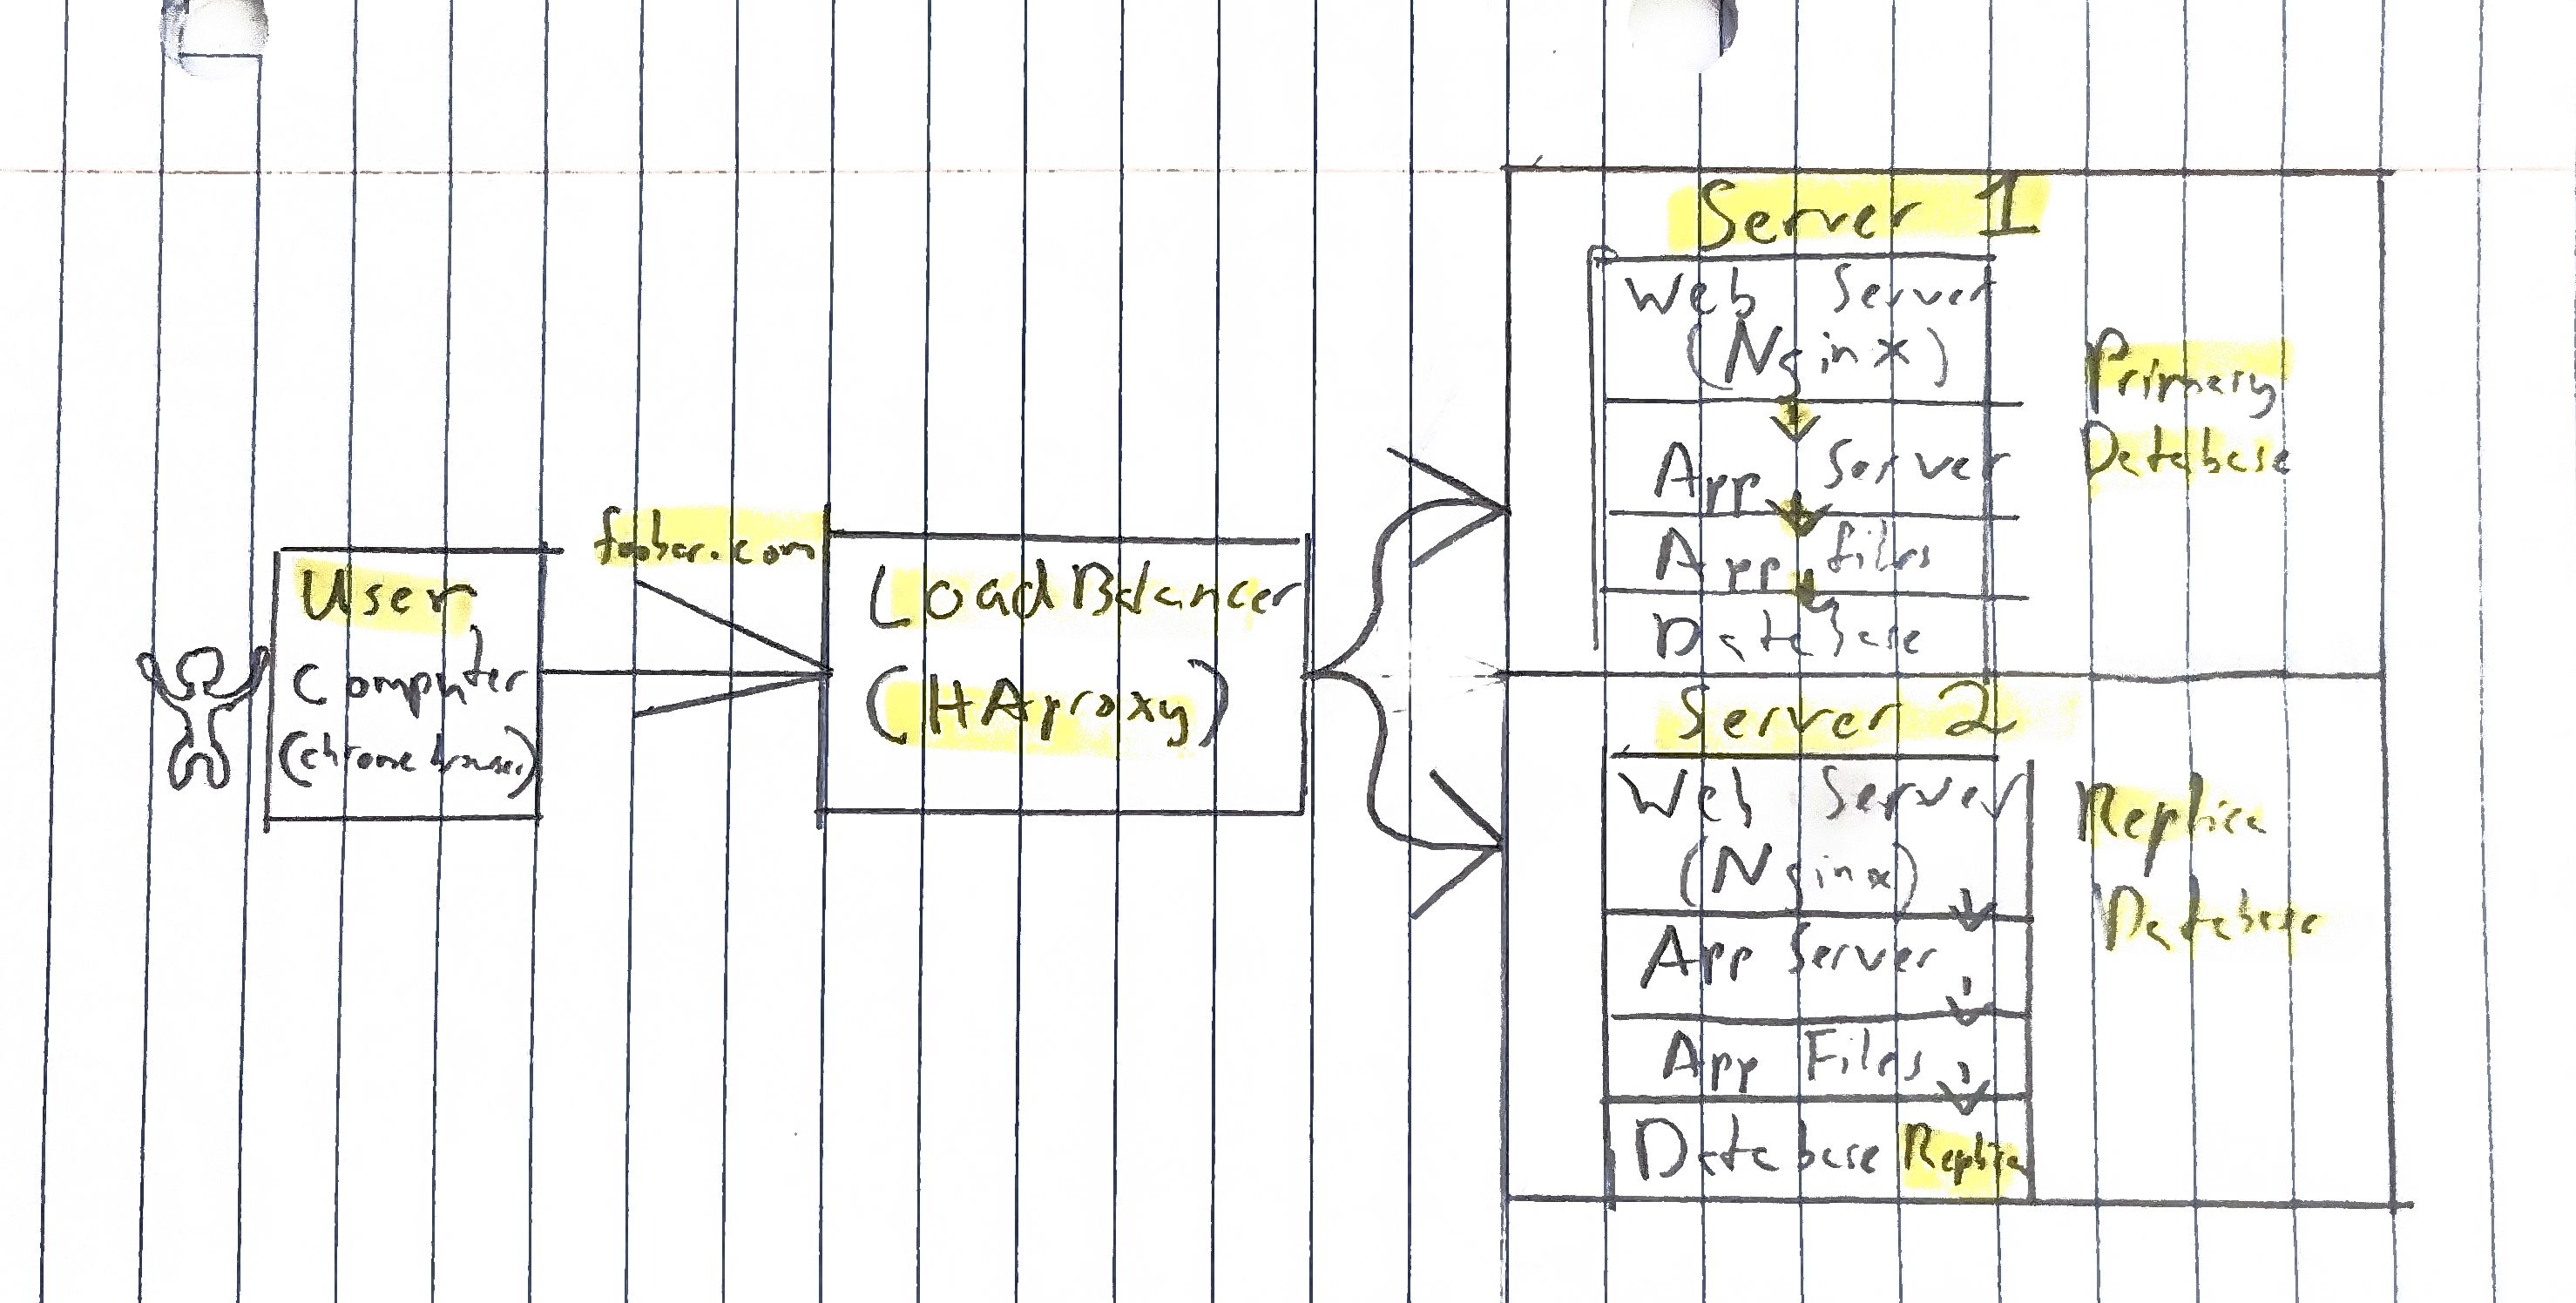 User
Computer
(chrome browser)
foobar.com
Load Balancer
(HAproxy)
Server 1
Web Server
(Nginx)
App Server
App files
Database
Primary
Database
Server 2
Web Server
(Nginx)
App Server
App Files
Database Replica
Replica
Database